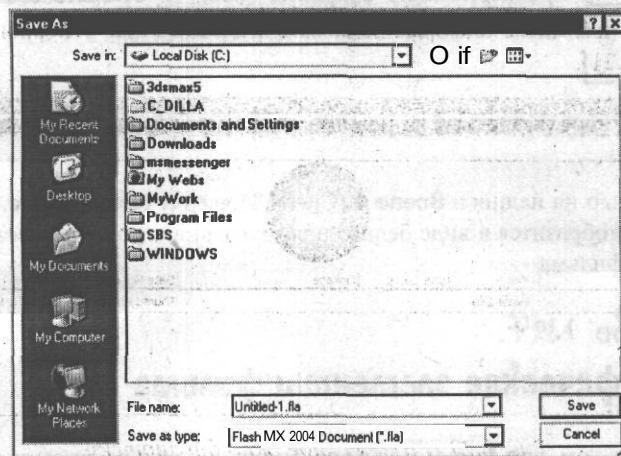 Save As
Save in: Local Disk (C:) O if
My Recent
Documents
Desktop
My Documents
My Computer
My Network
Places
3dsmax5
C_DILLA
Documents and Settings
Downloads
msmessenger
My Webs
MyWork
Program Files
SBS
WINDOWS
File name: Untitled-1.fla Save
Save as type: Flash MX 2004 Document (*.fla) Cancel